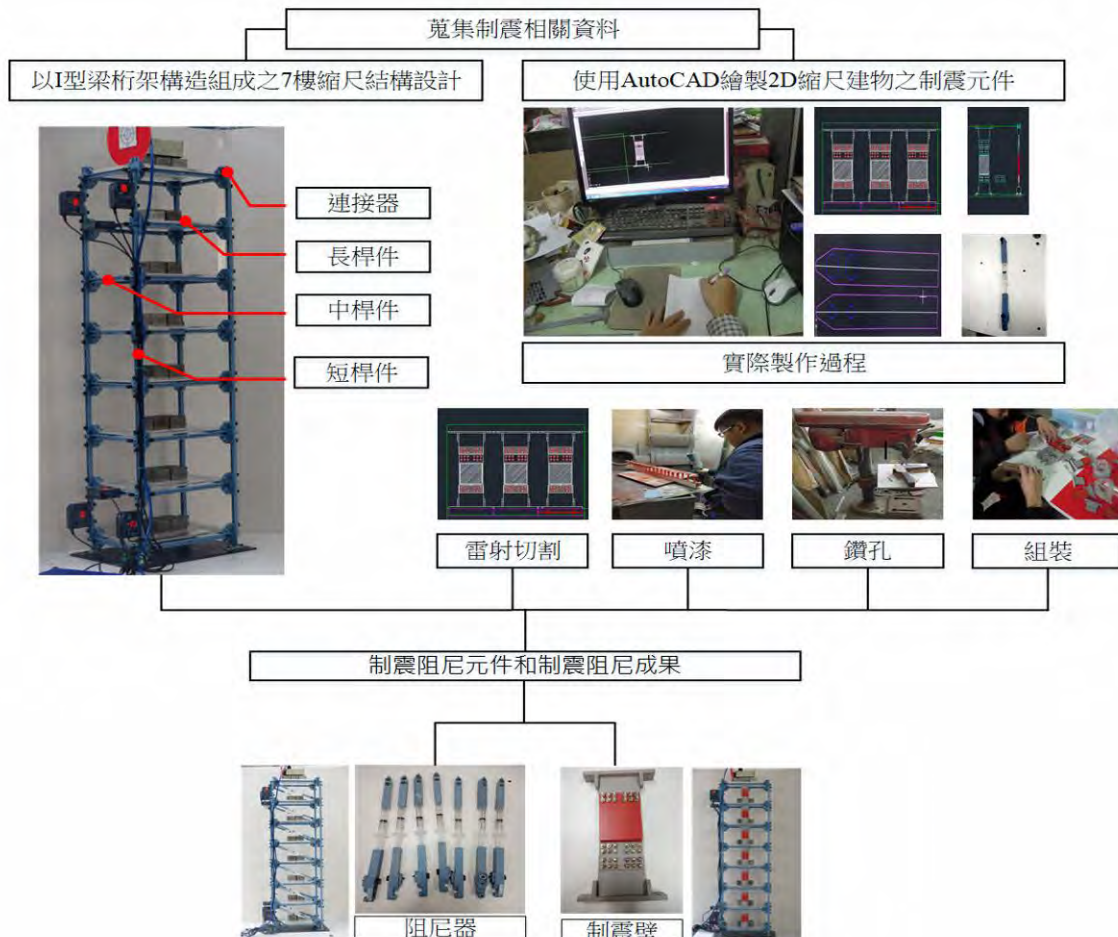 蒐集制震相關資料
以I型梁桁架構造組成之7樓縮尺結構設計
使用AutoCAD繪製2D縮尺建物之制震元件
連接器
長桿件
中桿件
短桿件
實際製作過程
雷射切割
噴漆
鑽孔
組裝
制震阻尼元件和制震阻尼成果
阻尼器
制震壁